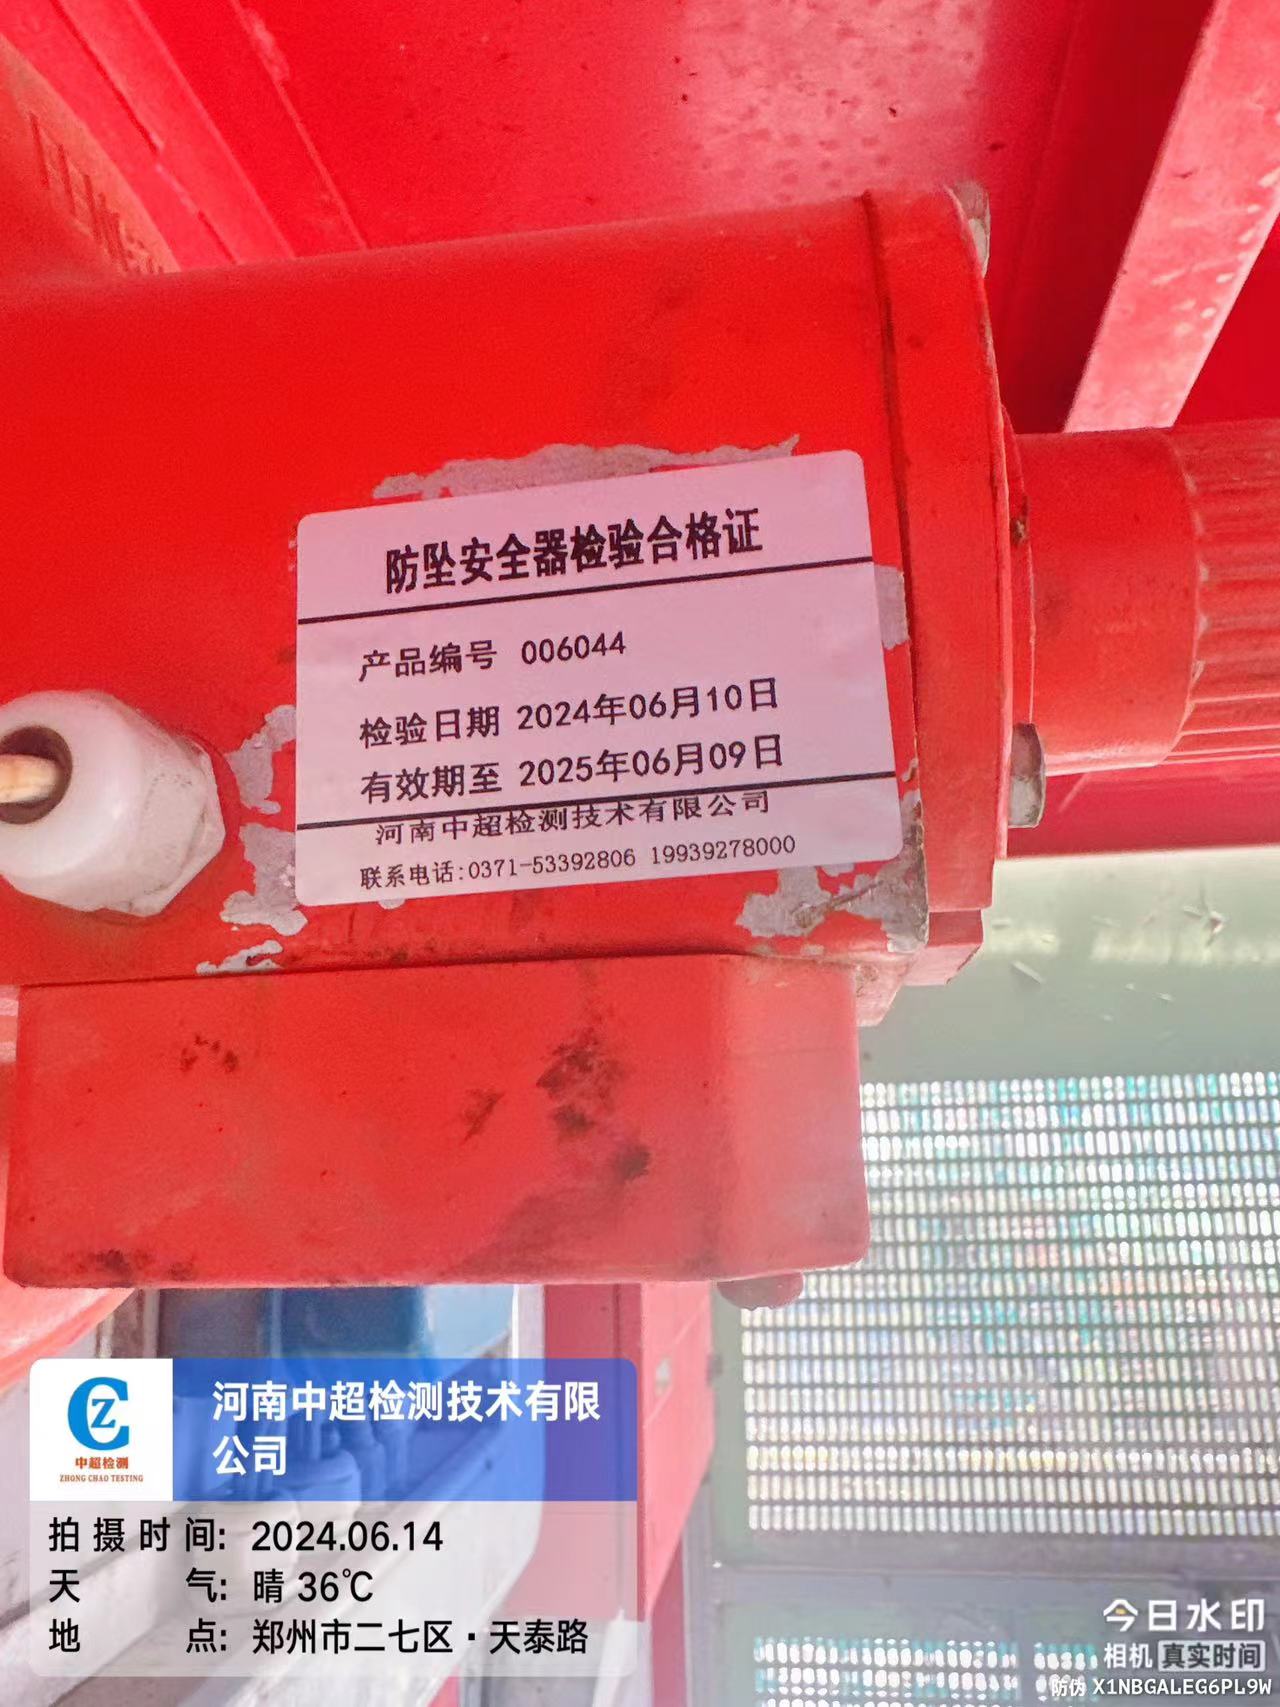 防坠安全器检验合格证
产品编号 006044
检验日期 2024年06月10日
有效期至 2025年06月09日
河南中超检测技术有限公司
联系电话:0371-53392806 19939278000
CZ
中超检测
ZHONG CHAO TESTING
河南中超检测技术有限
公司
拍摄时间: 2024.06.14
天气: 晴 36℃
地点: 郑州市二七区·天泰路
今日水印
相机 真实时间
防伪 X1NBGALEG6PL9W